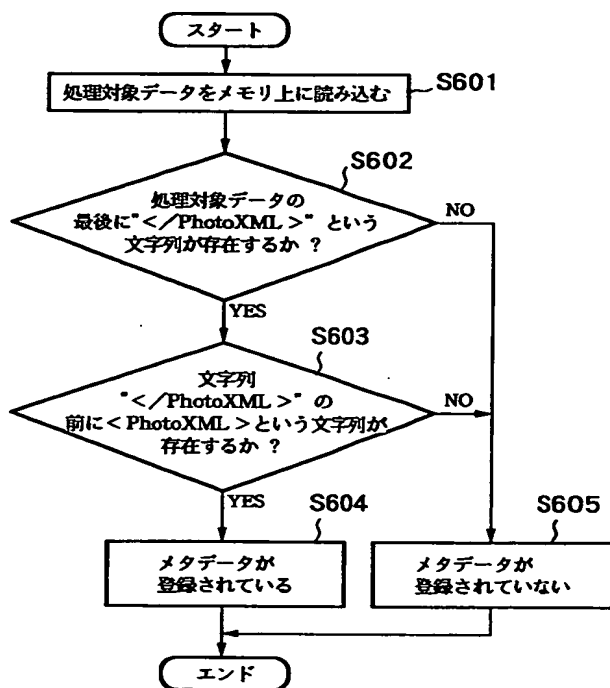 スタート
処理対象データをメモリ上に読み込む
S601
S602
処理対象データの
最後に"<／PhotoXML>" という
文字列が存在するか ?
NO
YES
S603
文字列
"<／PhotoXML>" の
前に<PhotoXML>という文字列が
存在するか ?
NO
YES
S604
メタデータが
登録されている
S605
メタデータが
登録されていない
エンド